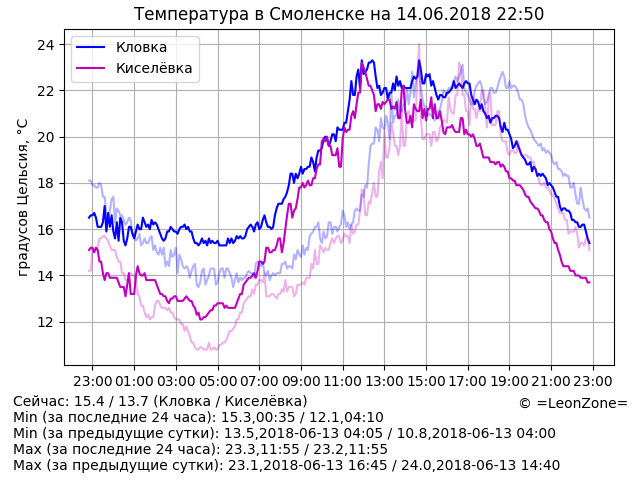 Температура в Смоленске на 14.06.2018 22:50
Кловка
Киселёвка
градусов Цельсия, °C
24
22
20
18
16
14
12
23:00 01:00 03:00 05:00 07:00 09:00 11:00 13:00 15:00 17:00 19:00 21:00 23:00
Сейчас: 15.4 / 13.7 (Кловка / Киселёвка)
© =LeonZone=
Min (за последние 24 часа): 15.3,00:35 / 12.1,04:10
Min (за предыдущие сутки): 13.5,2018-06-13 04:05 / 10.8,2018-06-13 04:00
Max (за последние 24 часа): 23.3,11:55 / 23.2,11:55
Max (за предыдущие сутки): 23.1,2018-06-13 16:45 / 24.0,2018-06-13 14:40